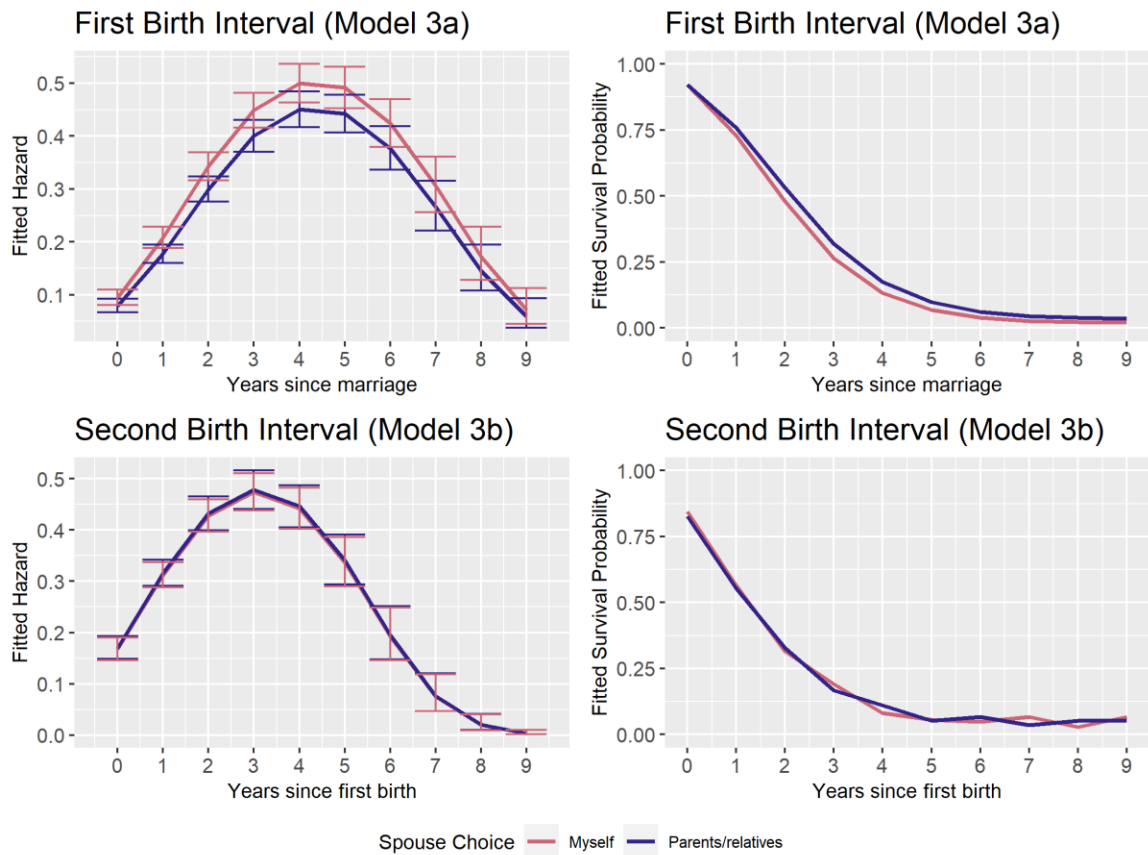 First Birth Interval (Model 3a)
Fitted Hazard
0.5
0.4
0.3
0.2
0.1
0 1 2 3 4 5 6 7 8 9
Years since marriage
First Birth Interval (Model 3a)
Fitted Survival Probability
1.00
0.75
0.50
0.25
0.00
0 1 2 3 4 5 6 7 8 9
Years since marriage
Second Birth Interval (Model 3b)
Fitted Hazard
0.5
0.4
0.3
0.2
0.1
0.0
0 1 2 3 4 5 6 7 8 9
Years since first birth
Second Birth Interval (Model 3b)
Fitted Survival Probability
1.00
0.75
0.50
0.25
0.00
0 1 2 3 4 5 6 7 8 9
Years since first birth
Spouse Choice Myself Parents/relatives